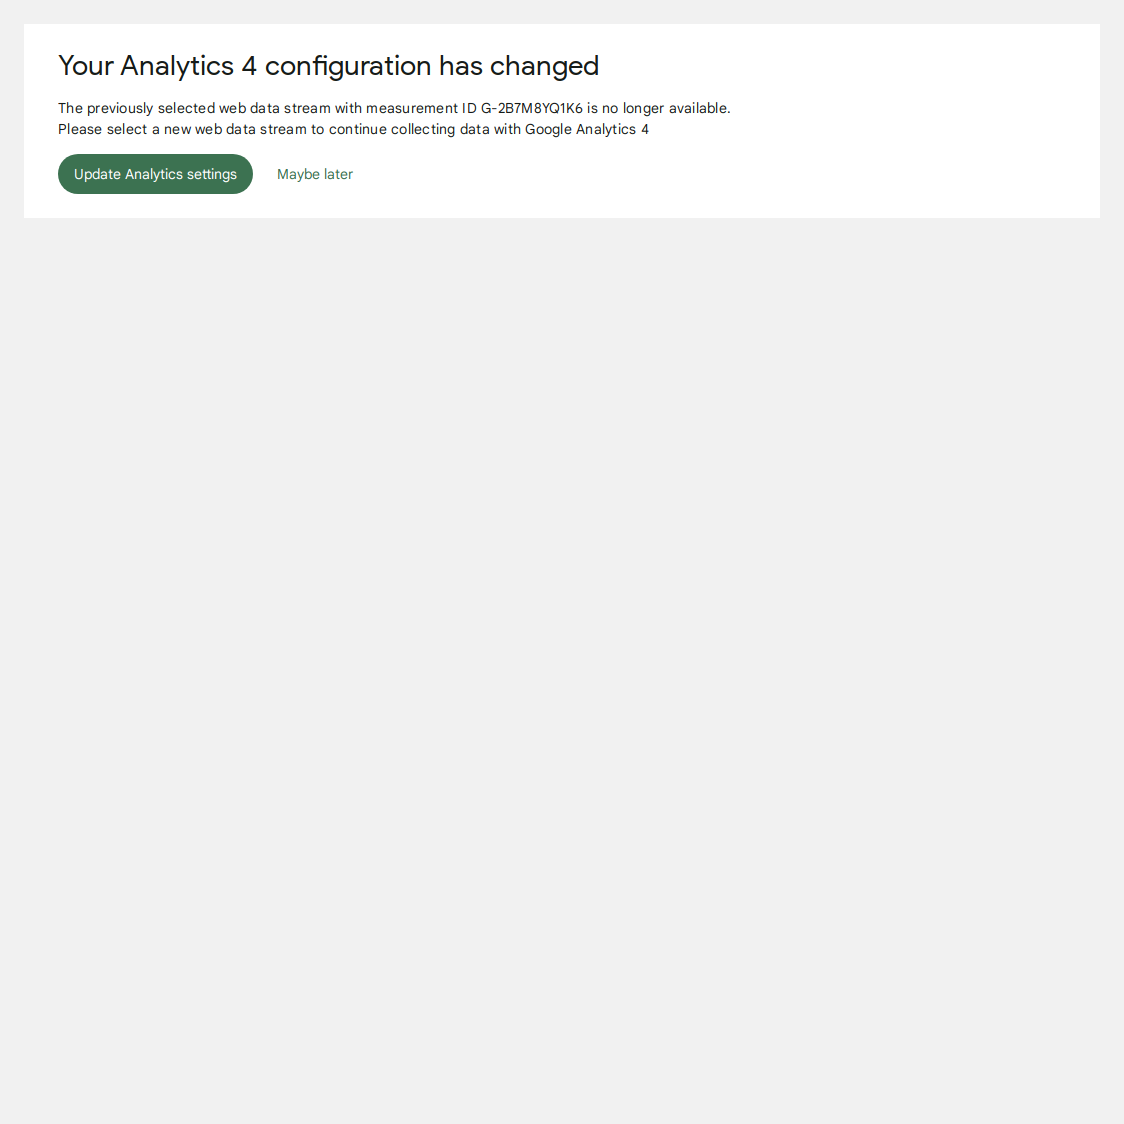 Your Analytics 4 configuration has changed
The previously selected web data stream with measurement ID G-2B7M8YQ1K6 is no longer available.
Please select a new web data stream to continue collecting data with Google Analytics 4
Update Analytics settings
Maybe later